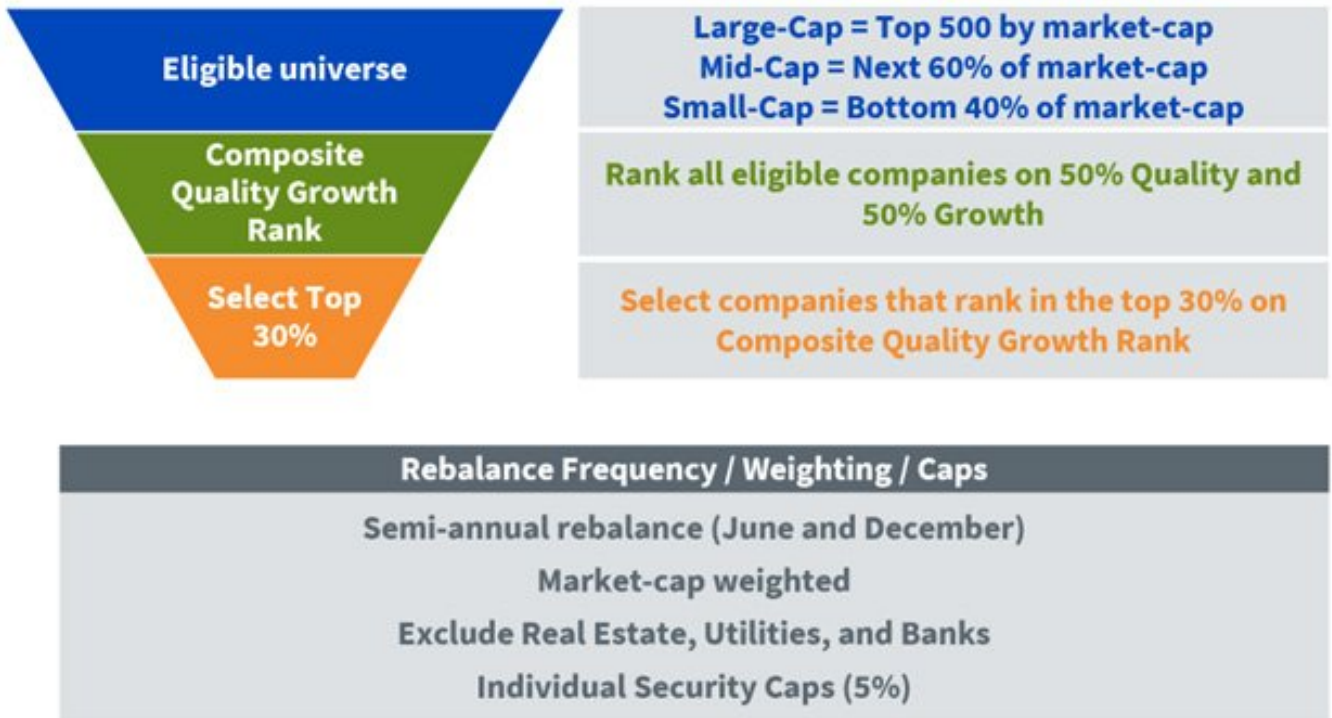 Eligible universe
Large-Cap = Top 500 by market-cap
Mid-Cap = Next 60% of market-cap
Small-Cap = Bottom 40% of market-cap
Composite
Quality Growth
Rank
Rank all eligible companies on 50% Quality and
50% Growth
Select Top
30%
Select companies that rank in the top 30% on
Composite Quality Growth Rank
Rebalance Frequency / Weighting / Caps
Semi-annual rebalance (June and December)
Market-cap weighted
Exclude Real Estate, Utilities, and Banks
Individual Security Caps (5%)